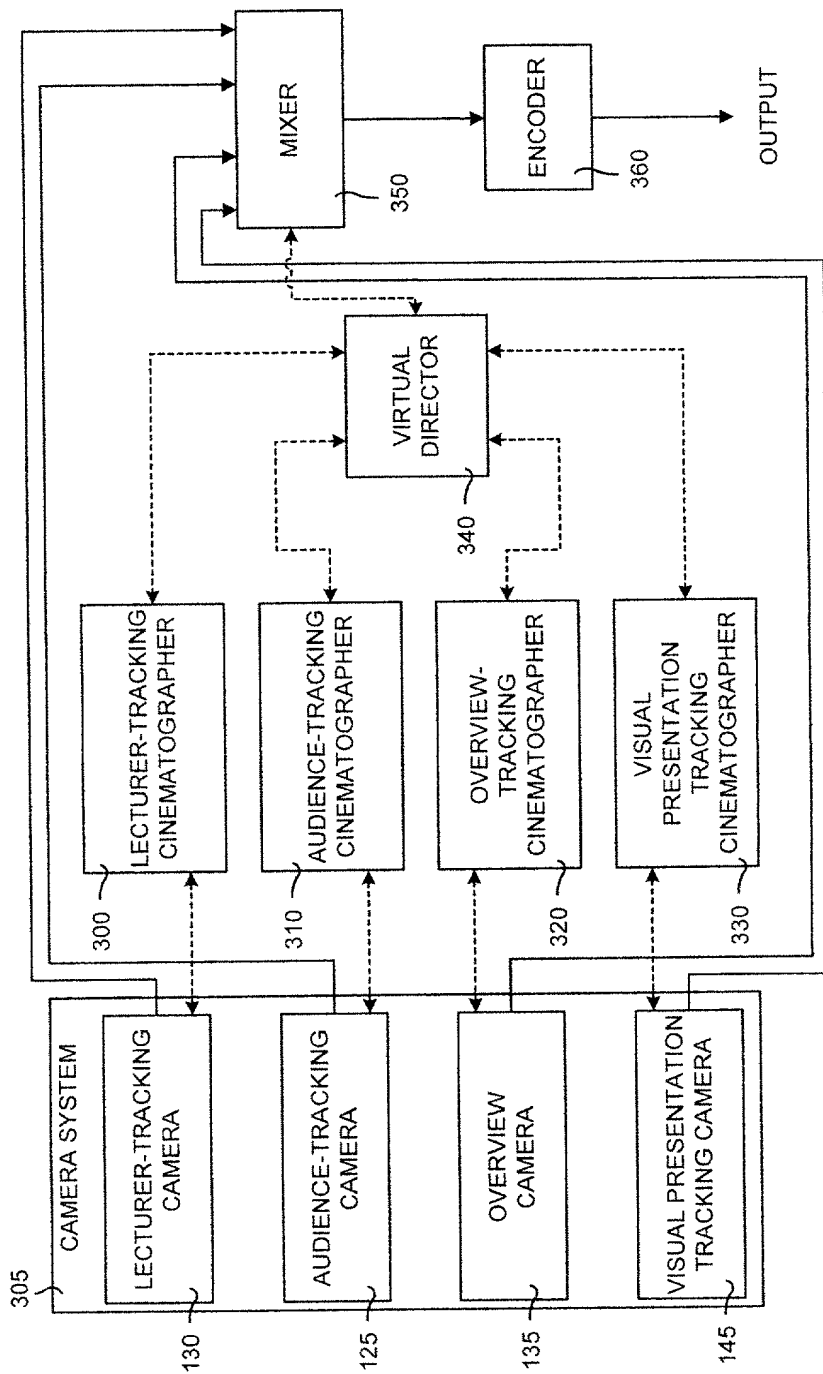 305
CAMERA SYSTEM
LECTURER-TRACKING
CAMERA
130
AUDIENCE-TRACKING
CAMERA
125
OVERVIEW
CAMERA
135
VISUAL PRESENTATION
TRACKING CAMERA
145
LECTURER-TRACKING
CINEMATOGRAPHER
300
AUDIENCE-TRACKING
CINEMATOGRAPHER
310
OVERVIEW-
TRACKING
CINEMATOGRAPHER
320
VISUAL
PRESENTATION
TRACKING
CINEMATOGRAPHER
330
VIRTUAL
DIRECTOR
340
MIXER
350
ENCODER
360
OUTPUT